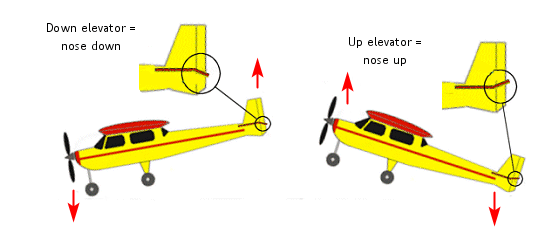 Down elevator =
nose down
Up elevator =
nose up